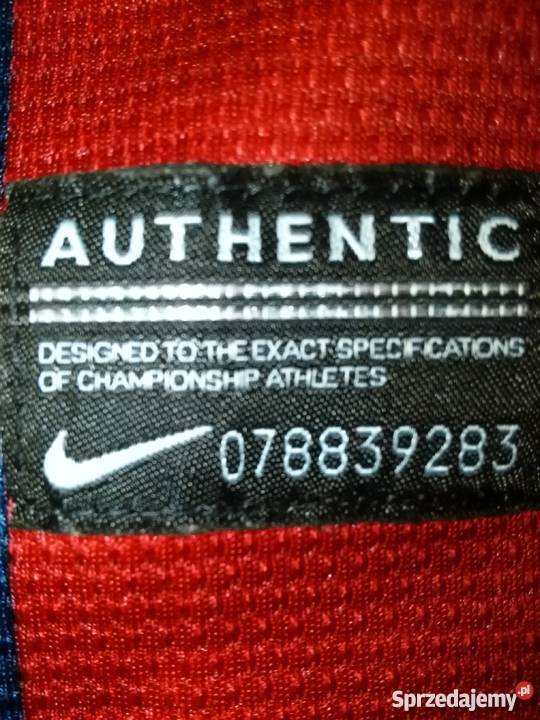 AUTHENTIC
DESIGNED TO THE EXACT SPECIFICATIONS
OF CHAMPIONSHIP ATHLETES
078839283
Sprzedajemy.pl